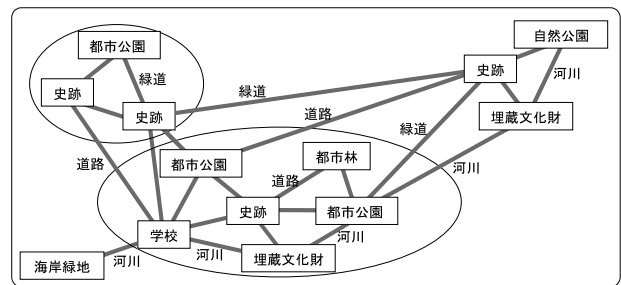 自然公園
都市公園
史跡
緑道
河川
史跡
緑道
史跡
道路
埋蔵文化財
緑道
都市林
道路
都市公園
河川
道路
史跡
都市公園
学校
河川
河川
埋蔵文化財
海岸緑地
河川